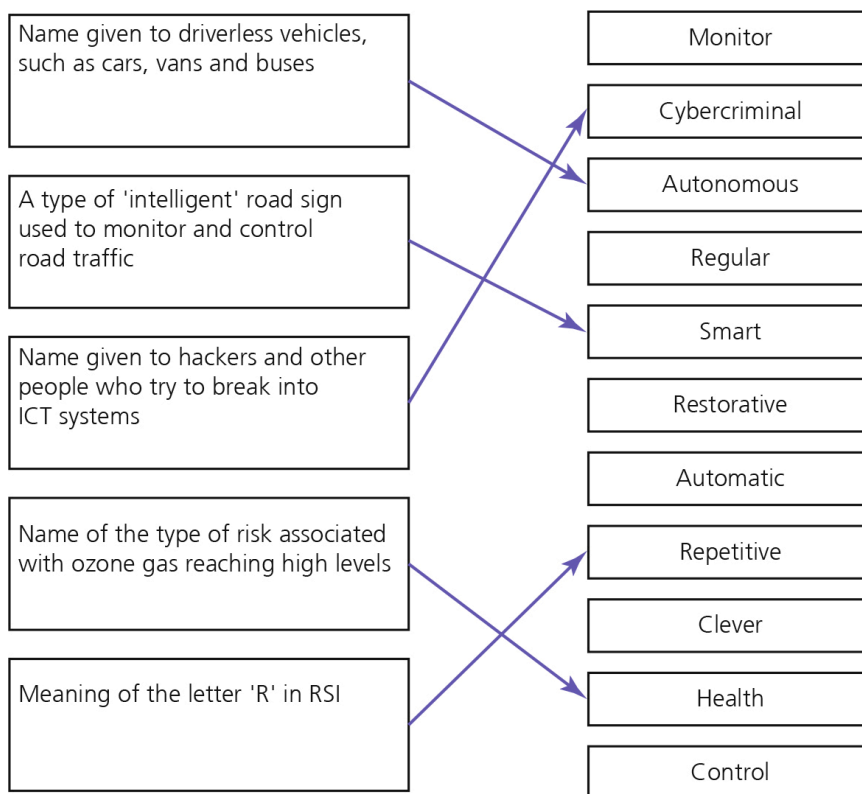 Name given to driverless vehicles,
such as cars, vans and buses
A type of 'intelligent' road sign
used to monitor and control
road traffic
Name given to hackers and other
people who try to break into
ICT systems
Name of the type of risk associated
with ozone gas reaching high levels
Meaning of the letter 'R' in RSI
Monitor
Cybercriminal
Autonomous
Regular
Smart
Restorative
Automatic
Repetitive
Clever
Health
Control